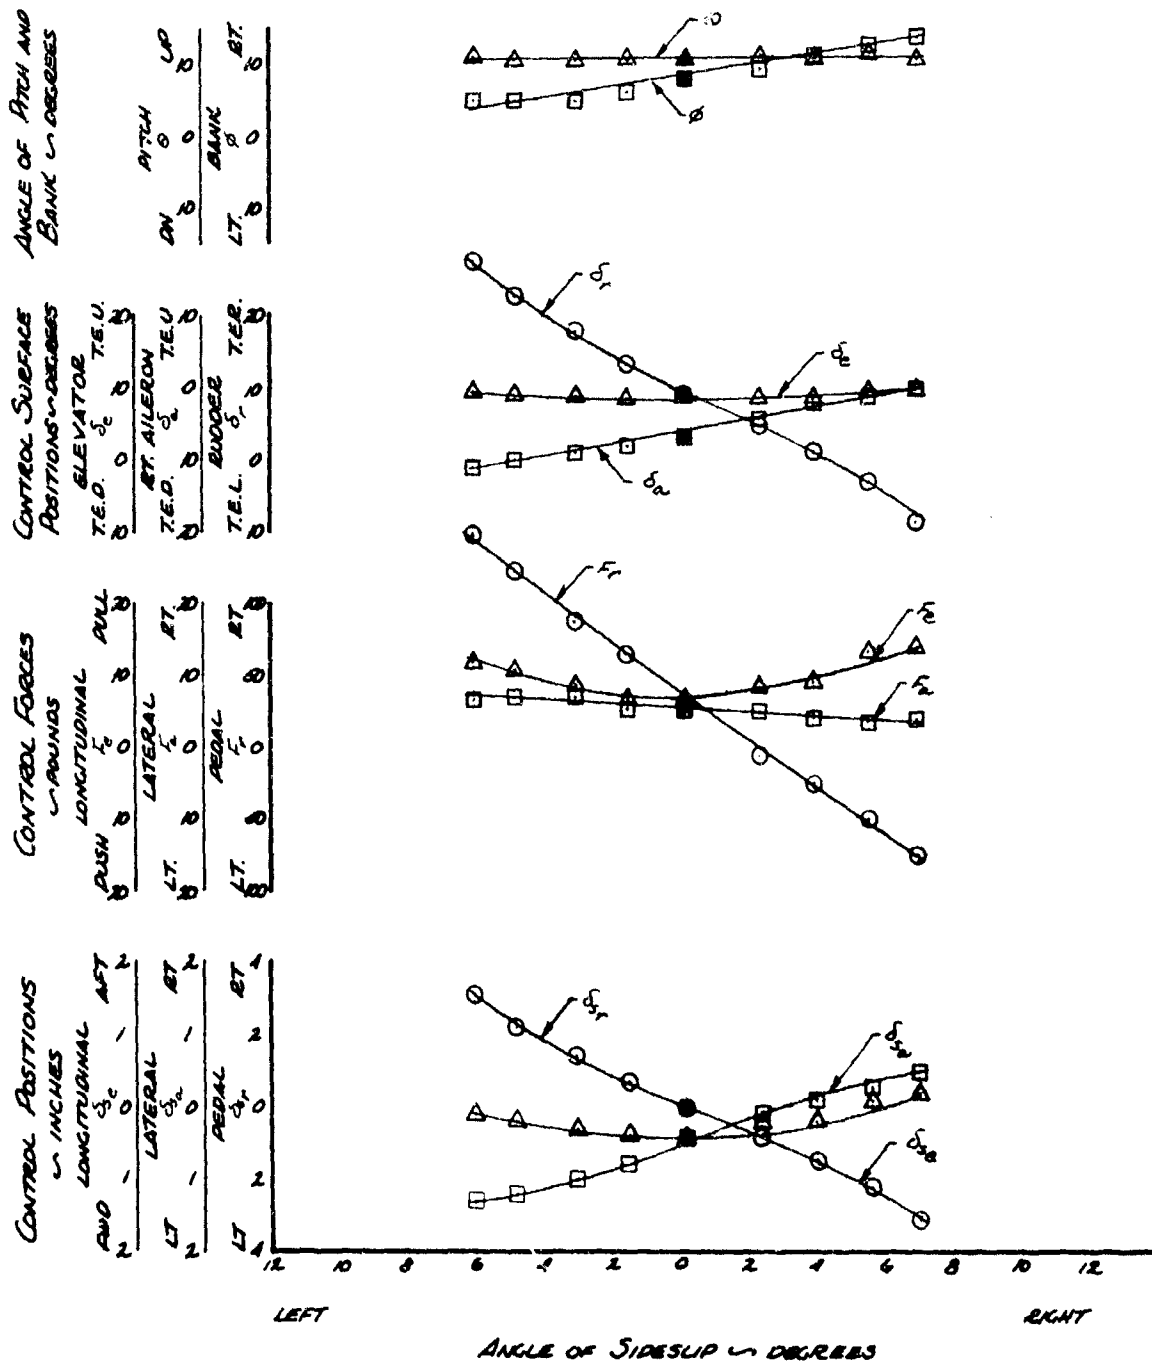 ANGLE OF PITCH AND
BANK ~ DEGREES
DN PITCH UP
θ
10 0 10
LT. BANK RT.
ø
10 0 10
θ
ø
CONTROL SURFACE
POSITIONS ~ DEGREES
ELEVATOR
T.E.D. δe T.E.U.
10 0 10 20
RT. AILERON
T.E.D. δa T.E.U
20 10 0 10
RUDDER
T.E.L. δr T.E.R.
10 0 10 20
δr
δe
δa
CONTROL FORCES
~ POUNDS
LONGITUDINAL
PUSH Fe PULL
20 10 0 10 20
LATERAL
LT. Fa RT.
20 10 0 10 20
PEDAL
LT. Fr RT
100 0 100
Fr
Fe
Fa
CONTROL POSITIONS
~ INCHES
LONGITUDINAL
FWD δse AFT
2 1 0 1 2
LATERAL
LT δsa RT
2 1 0 1 2
PEDAL
LT δsr RT
4 2 0 2 4
δsr
δsa
δse
12 10 8 6 4 2 0 2 4 6 8 10 12
LEFT RIGHT
ANGLE OF SIDESLIP ~ DEGREES